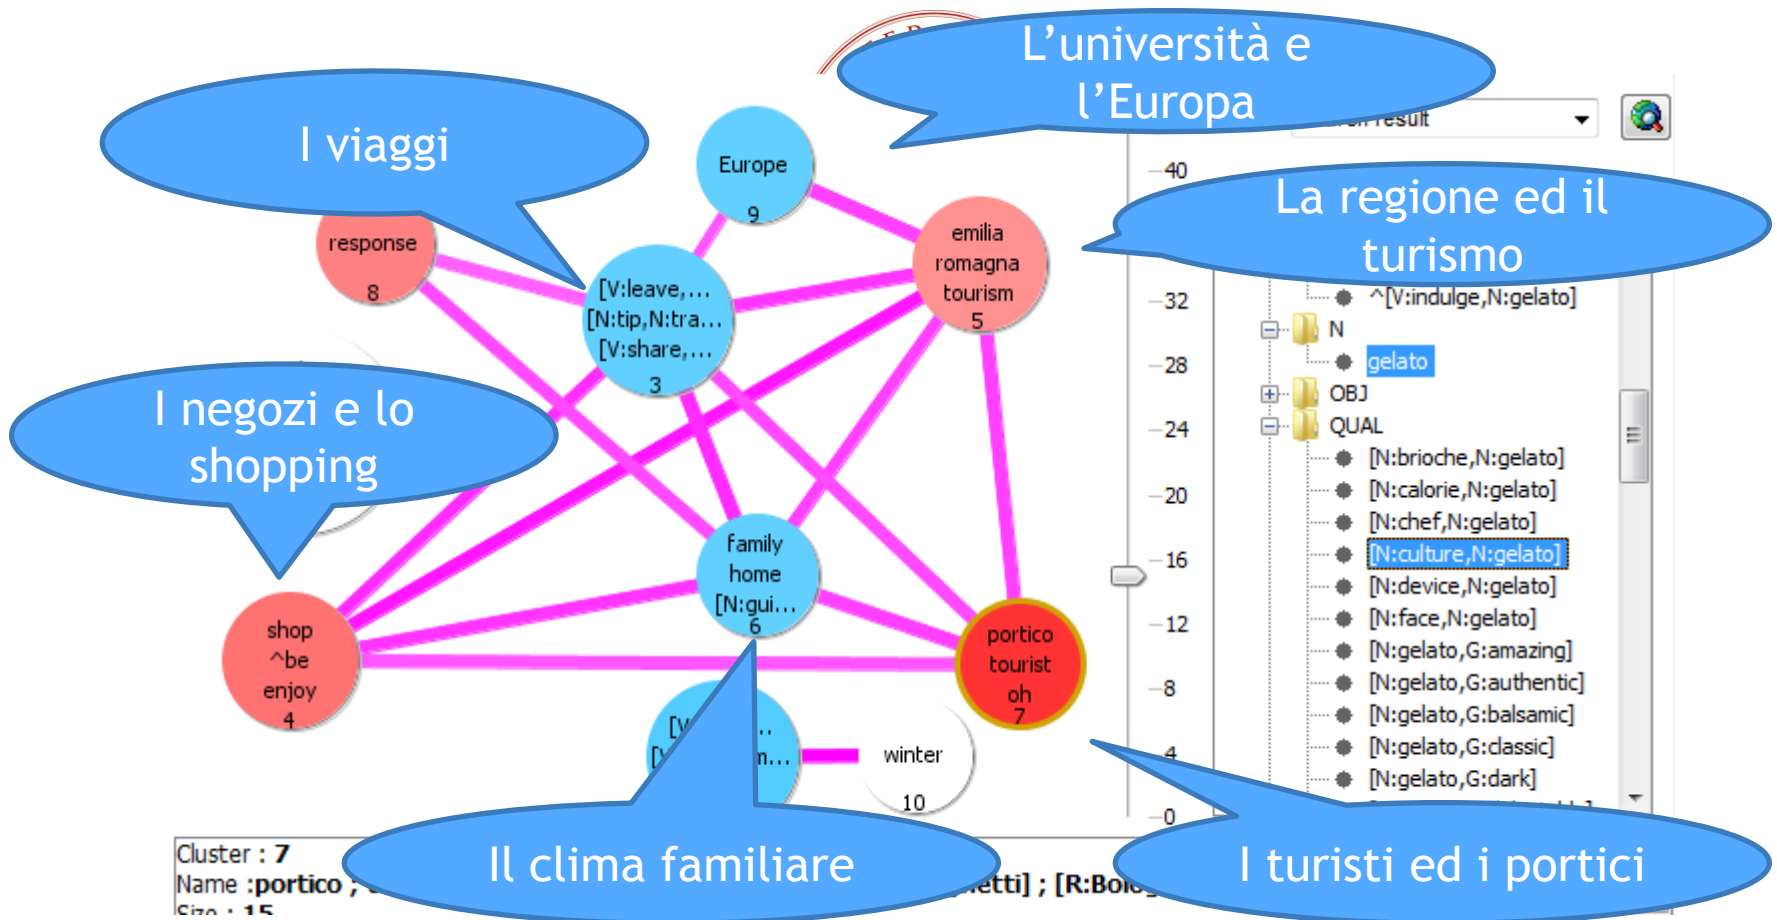 L'università e
l'Europa
I viaggi
Europe
9
40
La regione ed il
turismo
response
8
emilia
romagna
tourism
5
[V:leave,...
[N:tip,N:tra...
[V:share,...
3
32
^[V:indulge,N:gelato]
N
28
gelato
OBJ
I negozi e lo
shopping
24
QUAL
[N:brioche,N:gelato]
20
[N:calorie,N:gelato]
[N:chef,N:gelato]
family
home
[N:gui...
6
16
[N:culture,N:gelato]
[N:device,N:gelato]
[N:face,N:gelato]
12
shop
^be
enjoy
4
portico
tourist
oh
7
[N:gelato,G:amazing]
[N:gelato,G:authentic]
8
[N:gelato,G:balsamic]
[N:gelato,G:classic]
4
[N:gelato,G:dark]
winter
10
0
Cluster : 7
Il clima familiare
I turisti ed i portici
Name :portico ;
; [R:Bolog
Size : 15